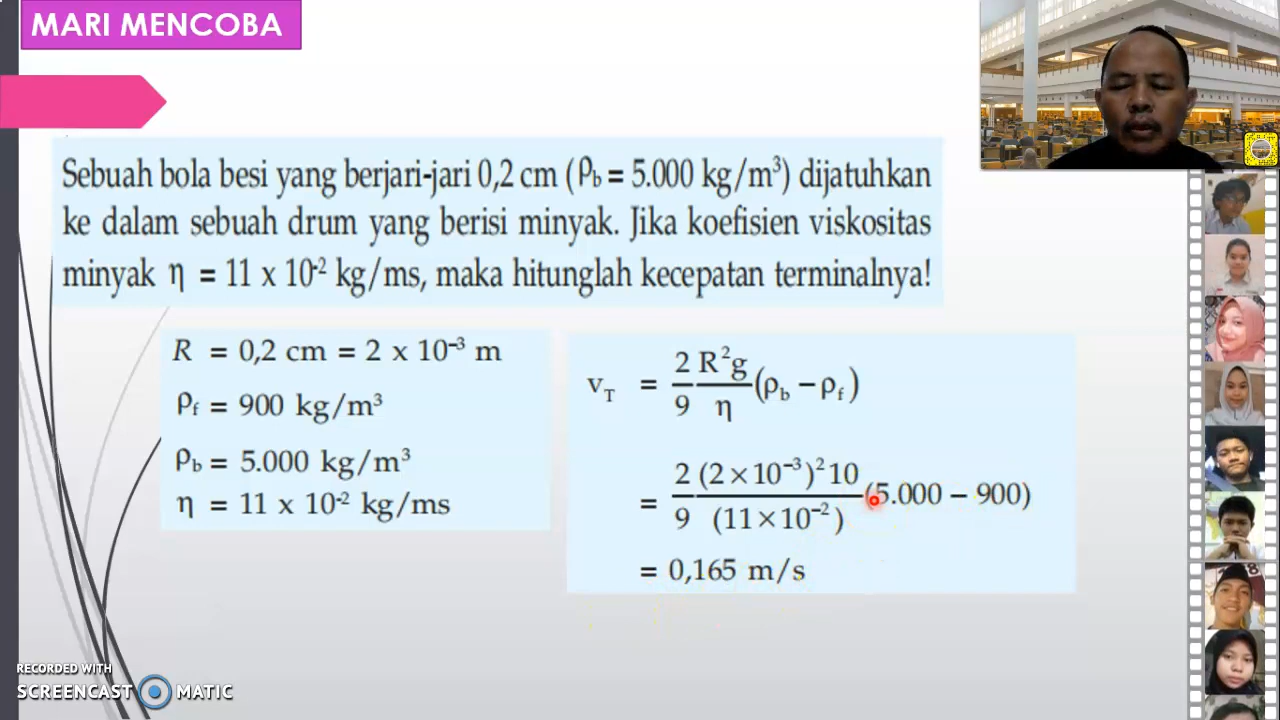 MARI MENCOBA
Sebuah bola besi yang berjari-jari 0,2 cm (ρb = 5.000 kg/m³) dijatuhkan
ke dalam sebuah drum yang berisi minyak. Jika koefisien viskositas
minyak η = 11 x 10⁻² kg/ms, maka hitunglah kecepatan terminalnya!
R = 0,2 cm = 2 x 10⁻³ m
ρf = 900 kg/m³
ρb = 5.000 kg/m³
η = 11 x 10⁻² kg/ms
vT = 2/9 R²g/η (ρb − ρf)
= 2/9 (2×10⁻³)²10/(11×10⁻²) (5.000 − 900)
= 0,165 m/s
RECORDED WITH
SCREENCAST MATIC